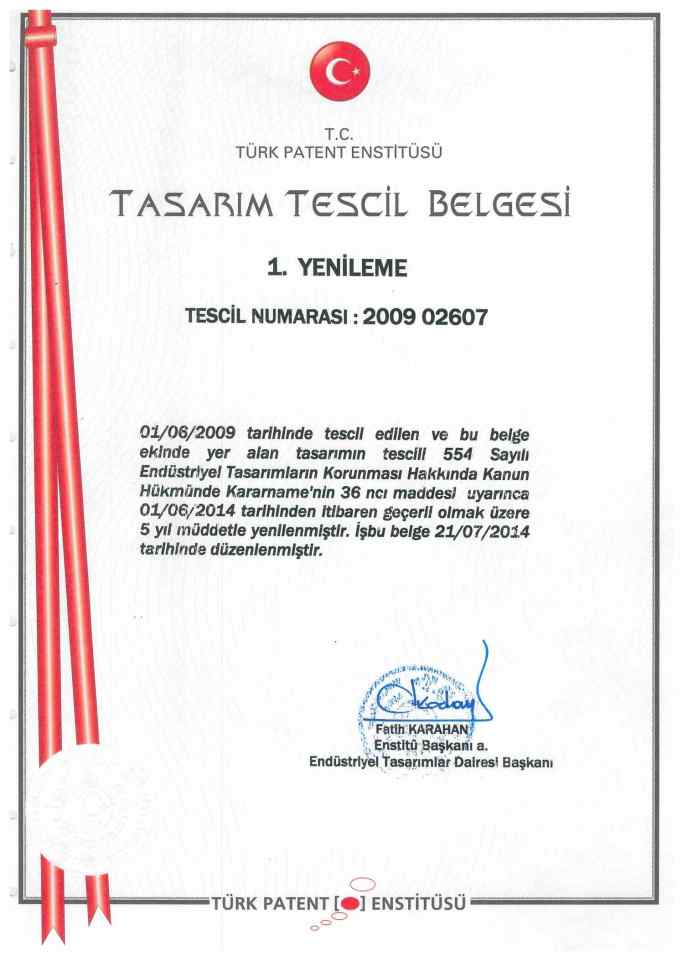 T.C.
TÜRK PATENT ENSTİTÜSÜ
TASARIM TESCİL BELGESİ
1. YENİLEME
TESCİL NUMARASI : 2009 02607
01/06/2009 tarihinde tescil edilen ve bu belge
ekinde yer alan tasarımın tescili 554 Sayılı
Endüstriyel Tasarımların Korunması Hakkında Kanun
Hükmünde Kararname'nin 36 ncı maddesi uyarınca
01/06/2014 tarihinden itibaren geçerli olmak üzere
5 yıl müddetle yenilenmiştir. İşbu belge 21/07/2014
tarihinde düzenlenmiştir.
Fatih KARAHAN
Enstitü Başkanı a.
Endüstriyel Tasarımlar Dairesi Başkanı
TÜRK PATENT [ ] ENSTİTÜSÜ